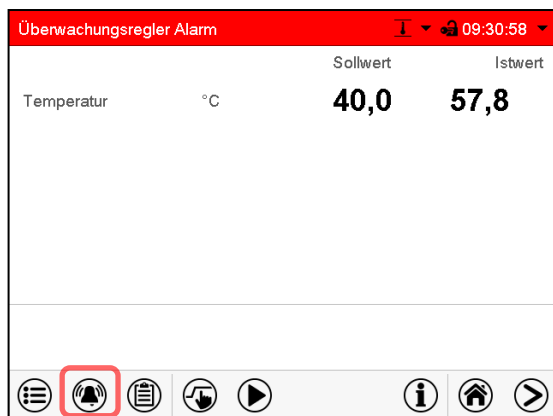 Überwachungsregler Alarm 09:30:58
Sollwert Istwert
Temperatur °C 40,0 57,8